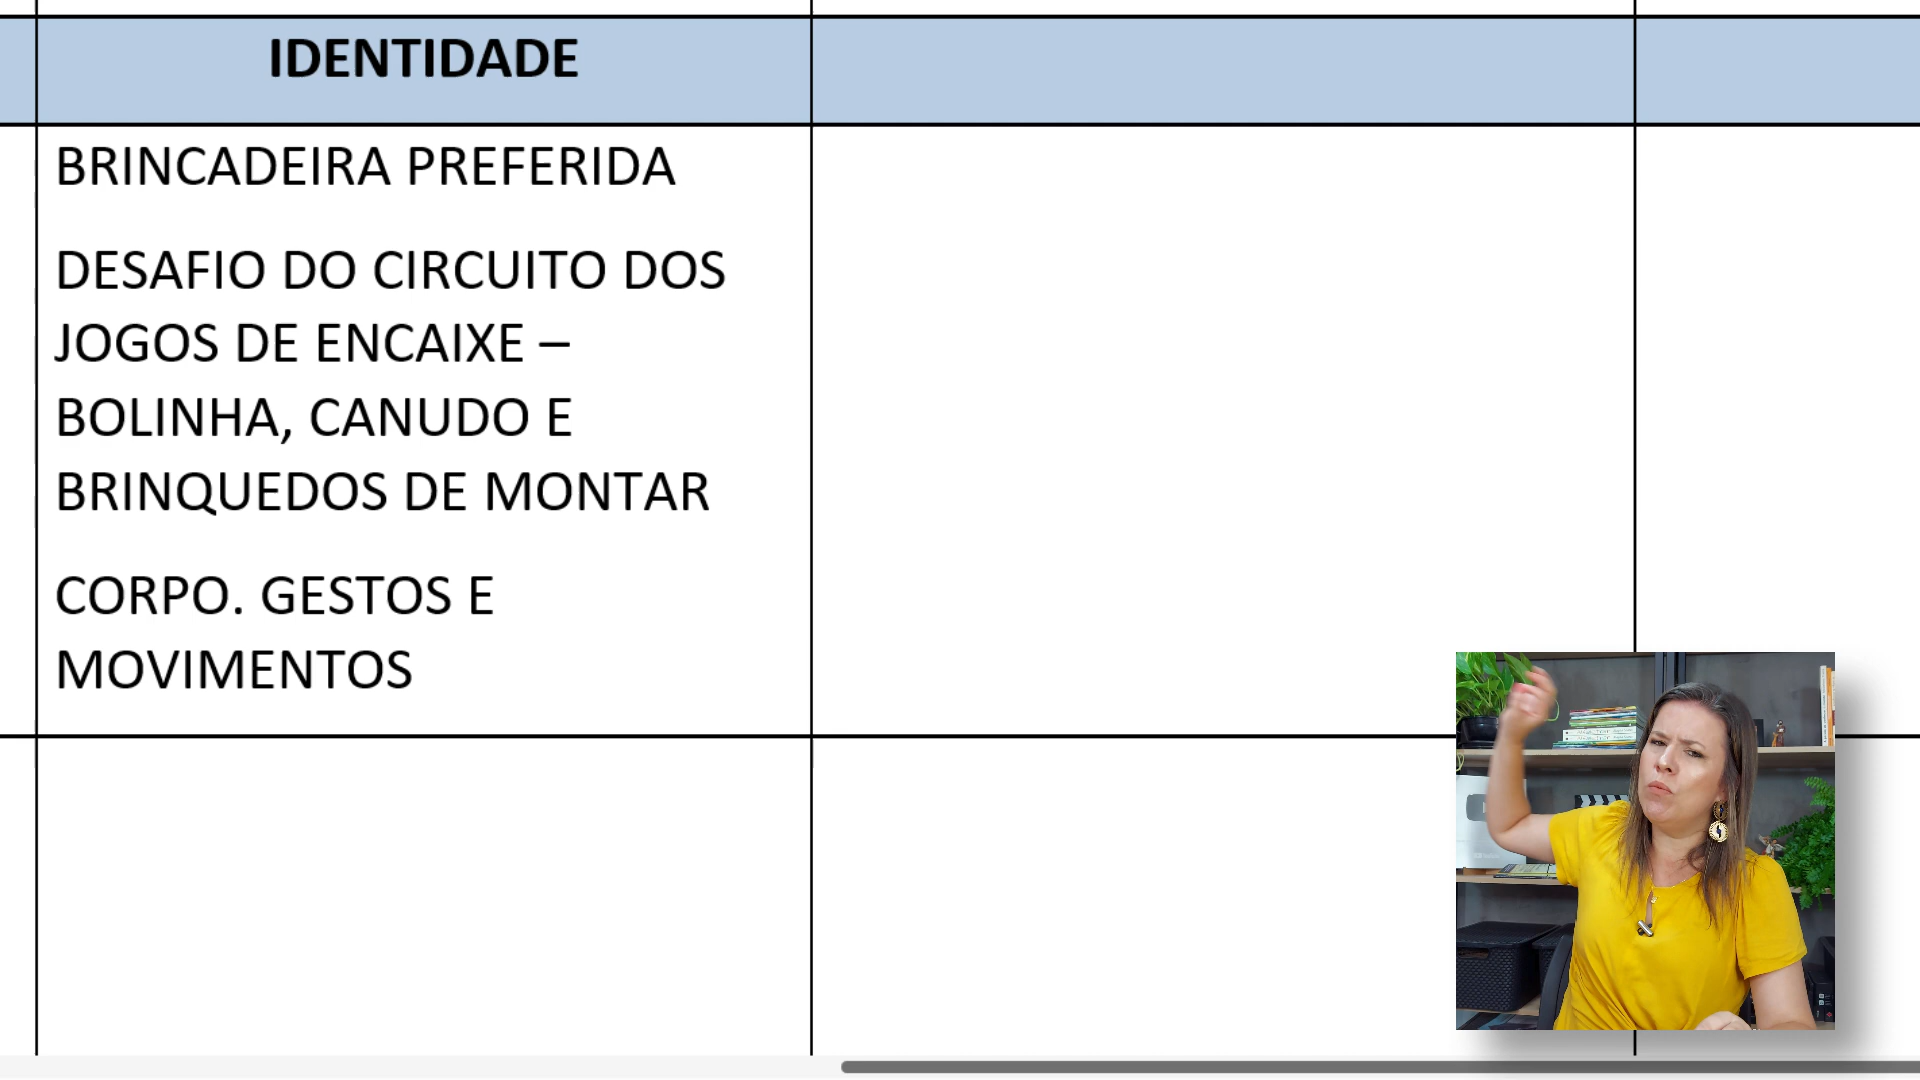 IDENTIDADE
BRINCADEIRA PREFERIDA
DESAFIO DO CIRCUITO DOS
JOGOS DE ENCAIXE –
BOLINHA, CANUDO E
BRINQUEDOS DE MONTAR
CORPO. GESTOS E
MOVIMENTOS